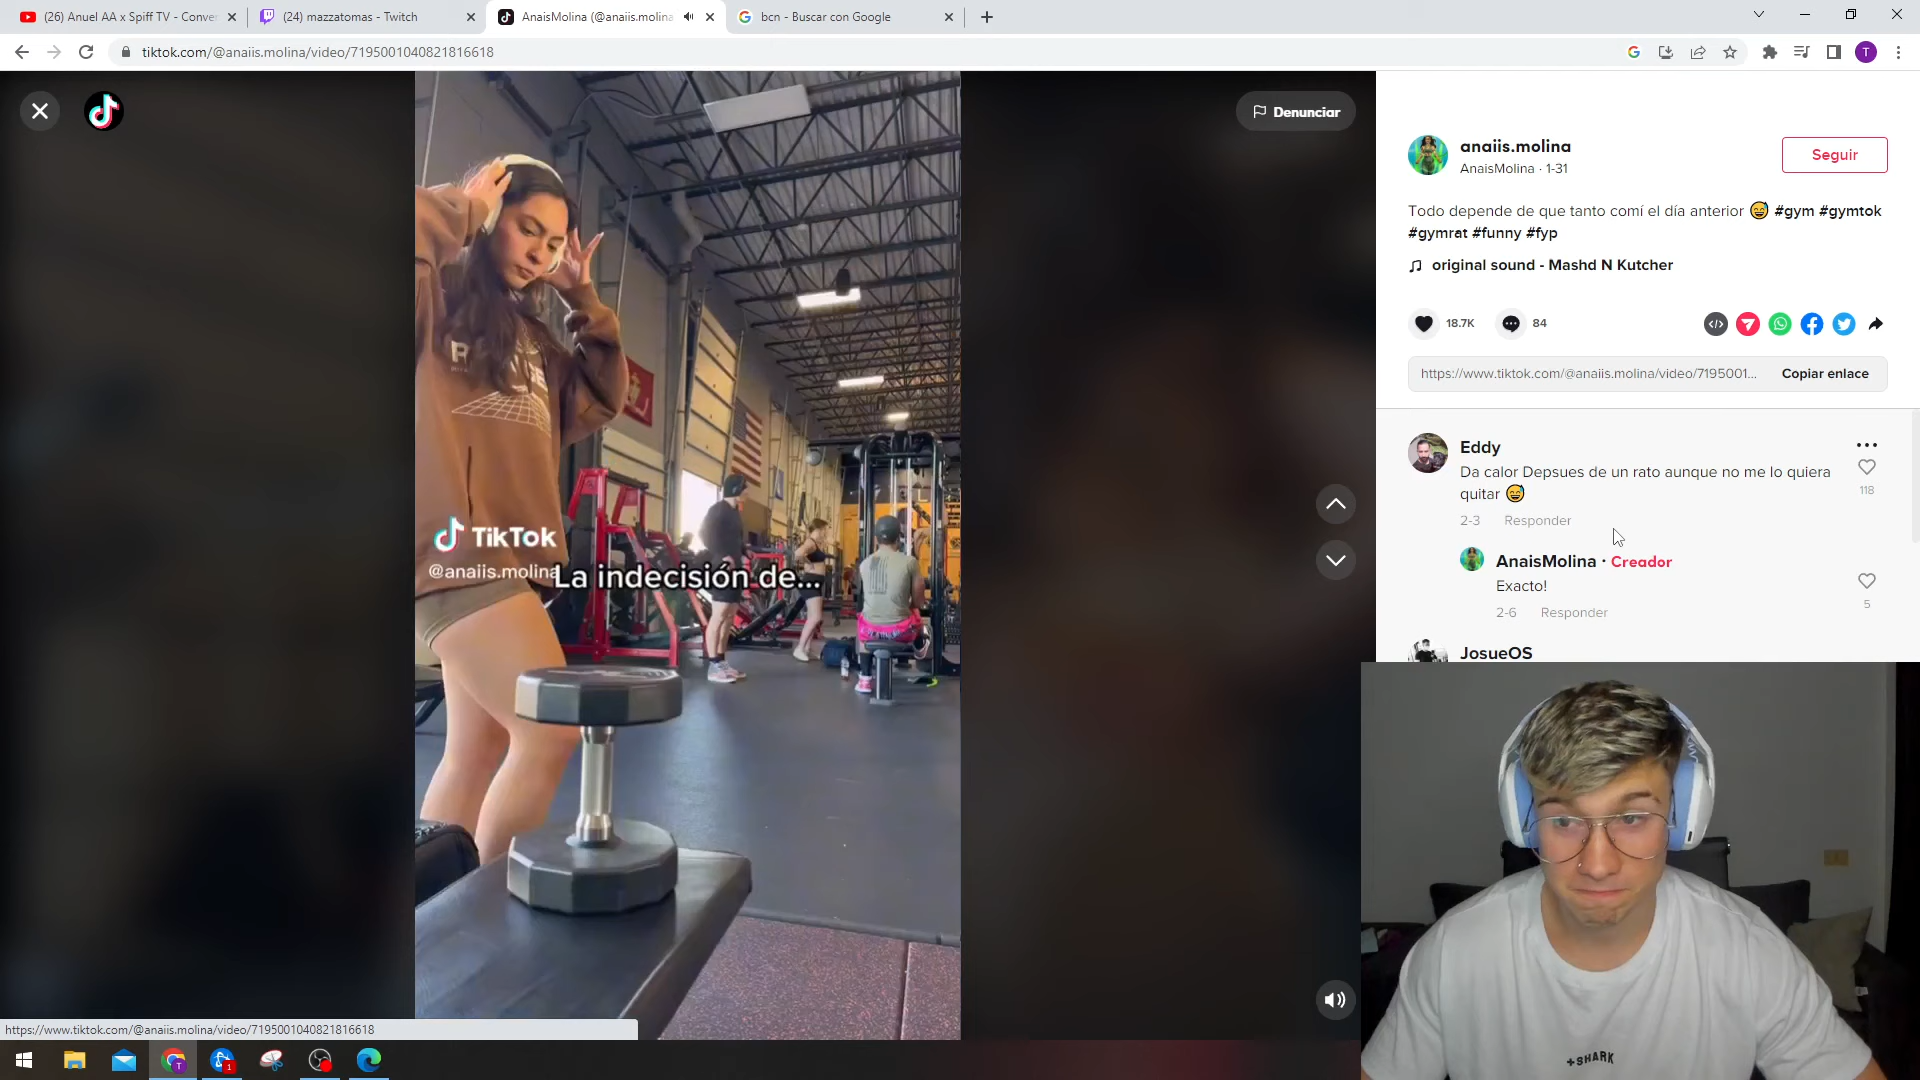 (26) Anuel AA x Spiff TV - Conver
(24) mazzatomas - Twitch
AnaisMolina (@anaiis.molina
bcn - Buscar con Google
tiktok.com/@anaiis.molina/video/7195001040821816618
T
Denunciar
anaiis.molina
AnaisMolina · 1-31
Seguir
Todo depende de que tanto comí el día anterior 😅 #gym #gymtok
#gymrat #funny #fyp
original sound - Mashd N Kutcher
18.7K
84
https://www.tiktok.com/@anaiis.molina/video/7195001...
Copiar enlace
Eddy
Da calor Depsues de un rato aunque no me lo quiera
quitar 😅
118
2-3 Responder
AnaisMolina · Creador
Exacto!
5
2-6 Responder
JosueOS
TikTok
@anaiis.molina
La indecisión de...
+SHARK
https://www.tiktok.com/@anaiis.molina/video/7195001040821816618
1